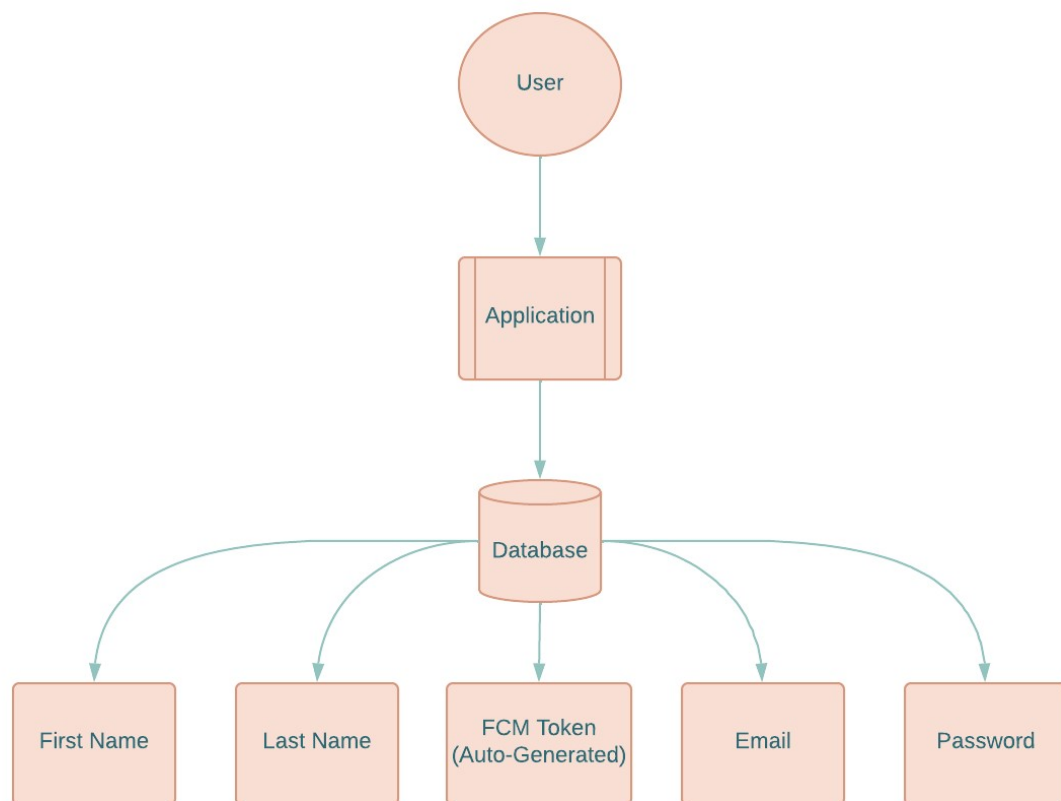 User
Application
Database
First Name
Last Name
FCM Token
(Auto-Generated)
Email
Password